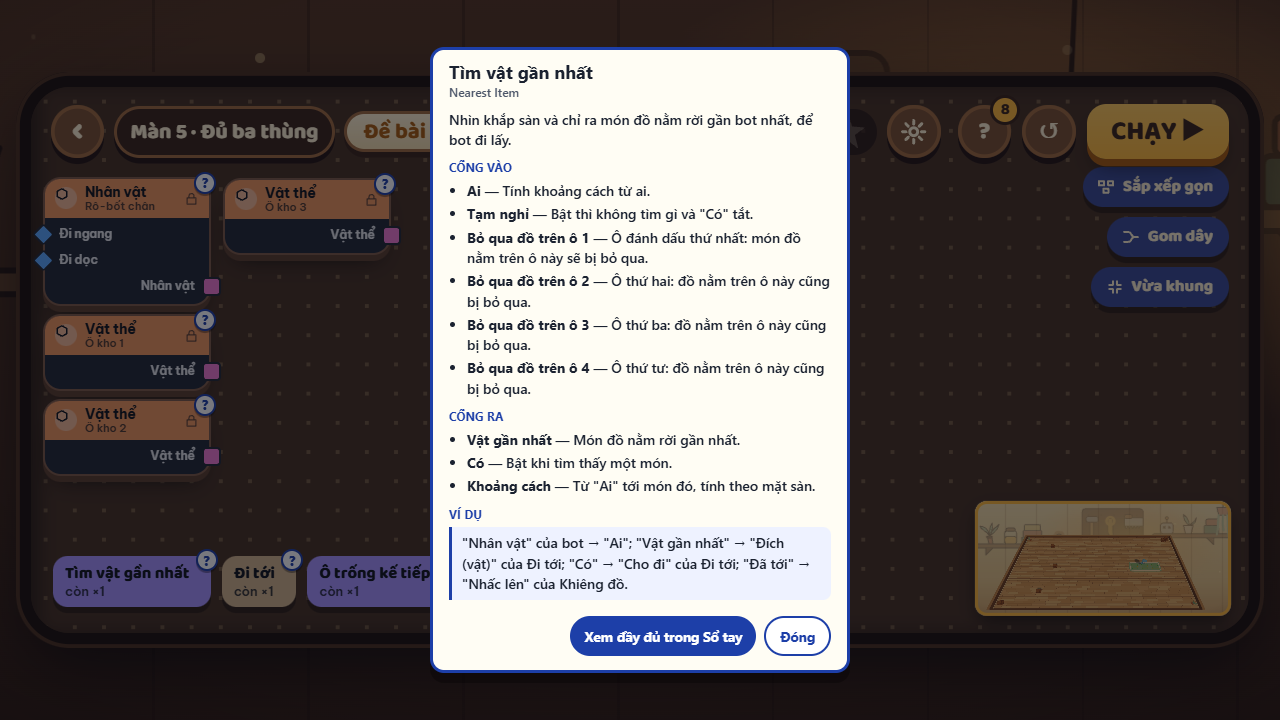 Màn 5 · Đủ ba thùng
Đề bài
?
8
↺
CHẠY ▶
Sắp xếp gọn
Gom dây
Vừa khung
Nhân vật
Rô-bốt chân
?
Đi ngang
Đi dọc
Nhân vật
Vật thể
Ô kho 3
?
Vật thể
Vật thể
Ô kho 1
?
Vật thể
Vật thể
Ô kho 2
?
Vật thể
Tìm vật gần nhất
còn ×1
?
Đi tới
còn ×1
?
Ô trống kế tiếp
còn ×1
Tìm vật gần nhất
Nearest Item
Nhìn khắp sàn và chỉ ra món đồ nằm rời gần bot nhất, để
bot đi lấy.
CỔNG VÀO
• Ai — Tính khoảng cách từ ai.
• Tạm nghỉ — Bật thì không tìm gì và "Có" tắt.
• Bỏ qua đồ trên ô 1 — Ô đánh dấu thứ nhất: món đồ
nằm trên ô này sẽ bị bỏ qua.
• Bỏ qua đồ trên ô 2 — Ô thứ hai: đồ nằm trên ô này cũng
bị bỏ qua.
• Bỏ qua đồ trên ô 3 — Ô thứ ba: đồ nằm trên ô này cũng
bị bỏ qua.
• Bỏ qua đồ trên ô 4 — Ô thứ tư: đồ nằm trên ô này cũng
bị bỏ qua.
CỔNG RA
• Vật gần nhất — Món đồ nằm rời gần nhất.
• Có — Bật khi tìm thấy một món.
• Khoảng cách — Từ "Ai" tới món đó, tính theo mặt sàn.
VÍ DỤ
"Nhân vật" của bot → "Ai"; "Vật gần nhất" → "Đích
(vật)" của Đi tới; "Có" → "Cho đi" của Đi tới; "Đã tới" →
"Nhấc lên" của Khiêng đồ.
Xem đầy đủ trong Sổ tay
Đóng